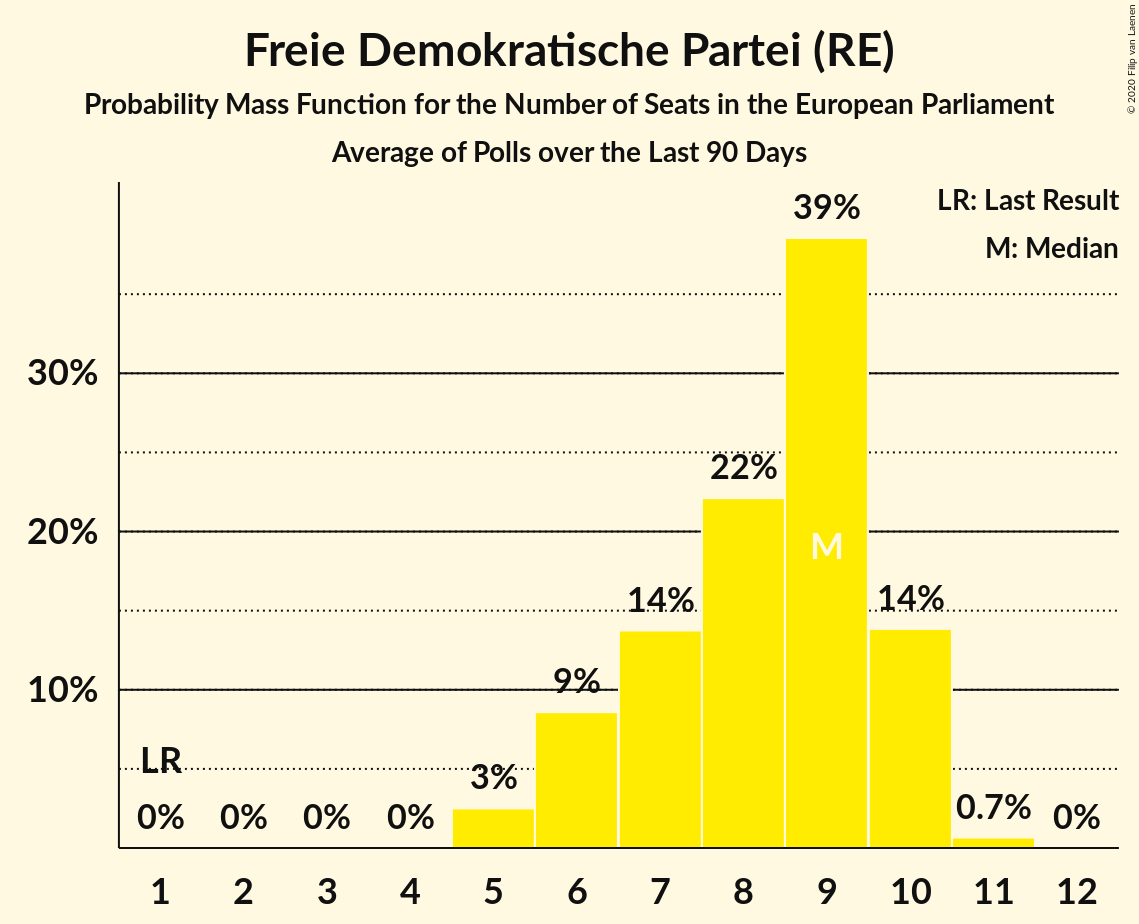 Freie Demokratische Partei (RE)
Probability Mass Function for the Number of Seats in the European Parliament
Average of Polls over the Last 90 Days
© 2020 Filip van Laenen
LR: Last Result
M: Median
39%
30%
22%
20%
M
14%
14%
10%
9%
LR
3%
0% 0% 0% 0% 0.7% 0%
1 2 3 4 5 6 7 8 9 10 11 12